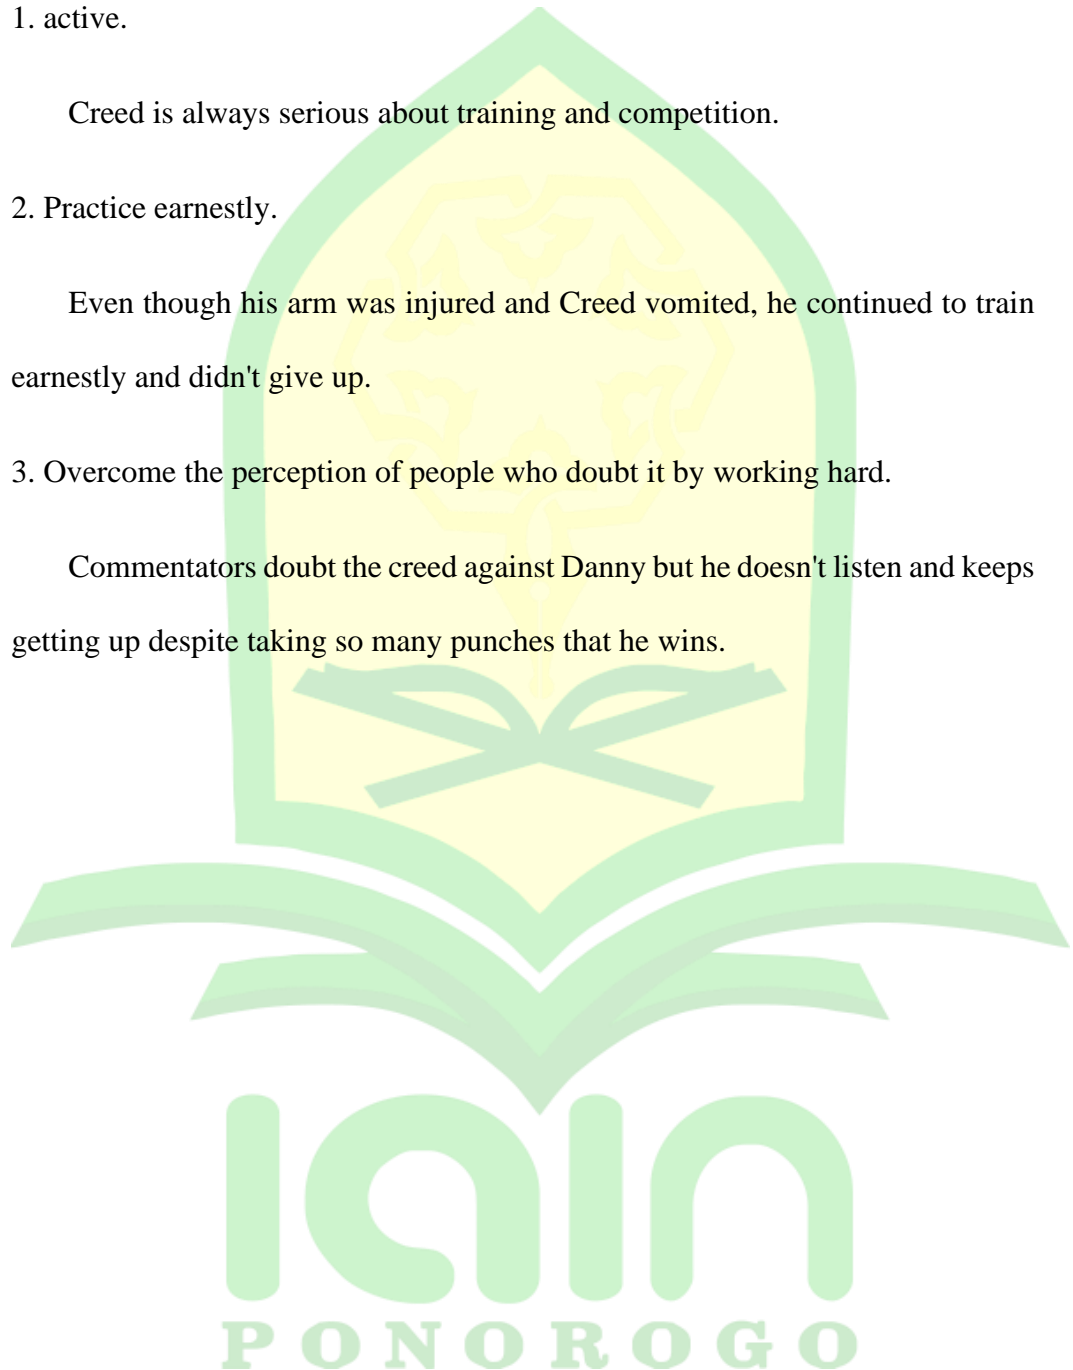 1. active.
Creed is always serious about training and competition.
2. Practice earnestly.
Even though his arm was injured and Creed vomited, he continued to train
earnestly and didn't give up.
3. Overcome the perception of people who doubt it by working hard.
Commentators doubt the creed against Danny but he doesn't listen and keeps
getting up despite taking so many punches that he wins.
iain
PONOROGO